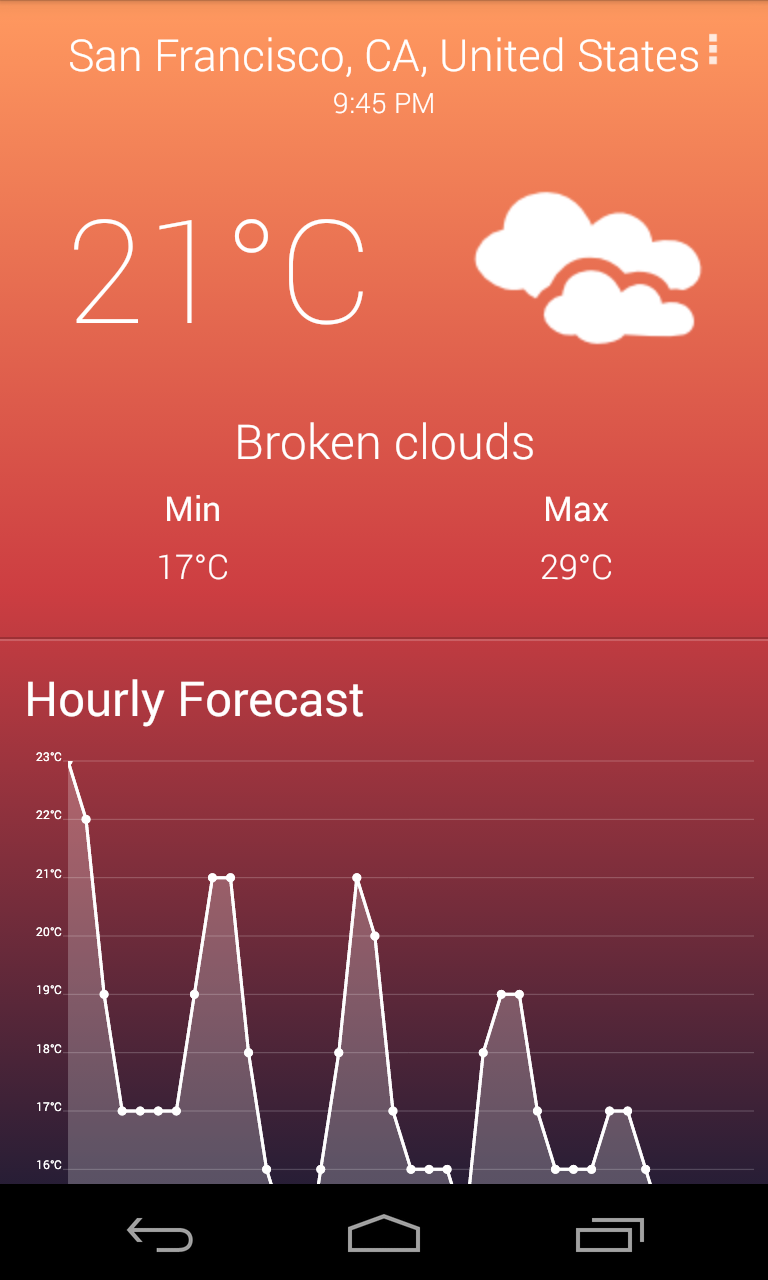 San Francisco, CA, United States
9:45 PM
21°C
Broken clouds
Min Max
17°C 29°C
Hourly Forecast
23°C
22°C
21°C
20°C
19°C
18°C
17°C
16°C